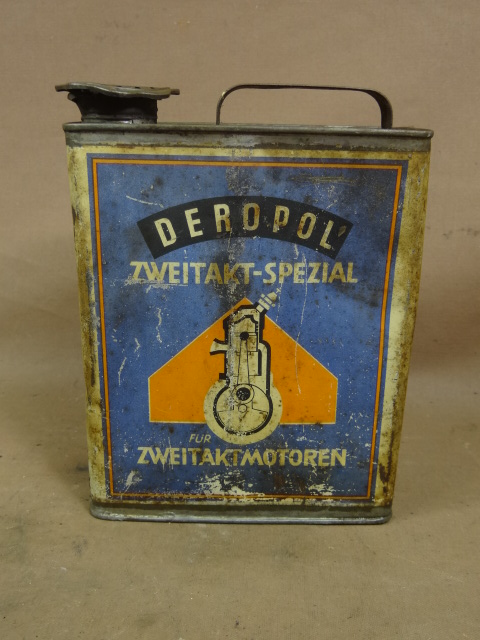 DEROPOL
ZWEITAKT-SPEZIAL
FÜR
ZWEITAKTMOTOREN